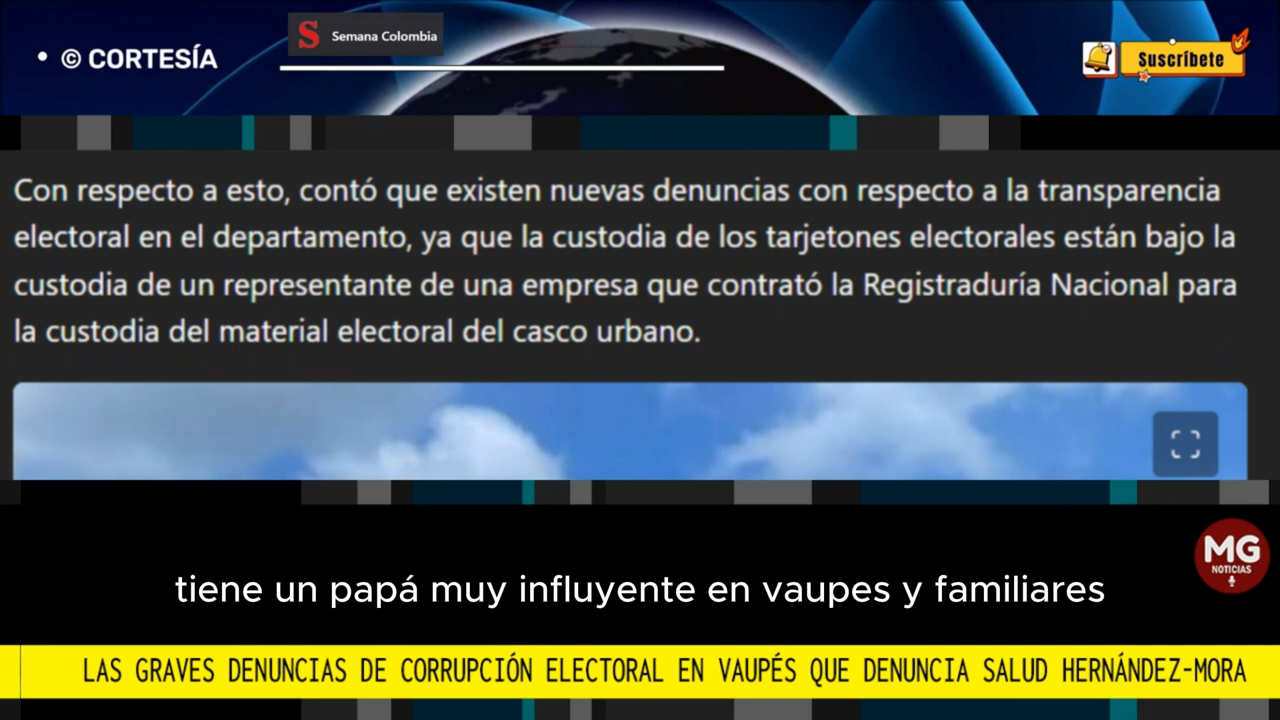 • © CORTESÍA
S Semana Colombia
Suscríbete
Con respecto a esto, contó que existen nuevas denuncias con respecto a la transparencia
electoral en el departamento, ya que la custodia de los tarjetones electorales están bajo la
custodia de un representante de una empresa que contrató la Registraduría Nacional para
la custodia del material electoral del casco urbano.
MG
NOTICIAS
tiene un papá muy influyente en vaupes y familiares
LAS GRAVES DENUNCIAS DE CORRUPCIÓN ELECTORAL EN VAUPÉS QUE DENUNCIA SALUD HERNÁNDEZ-MORA